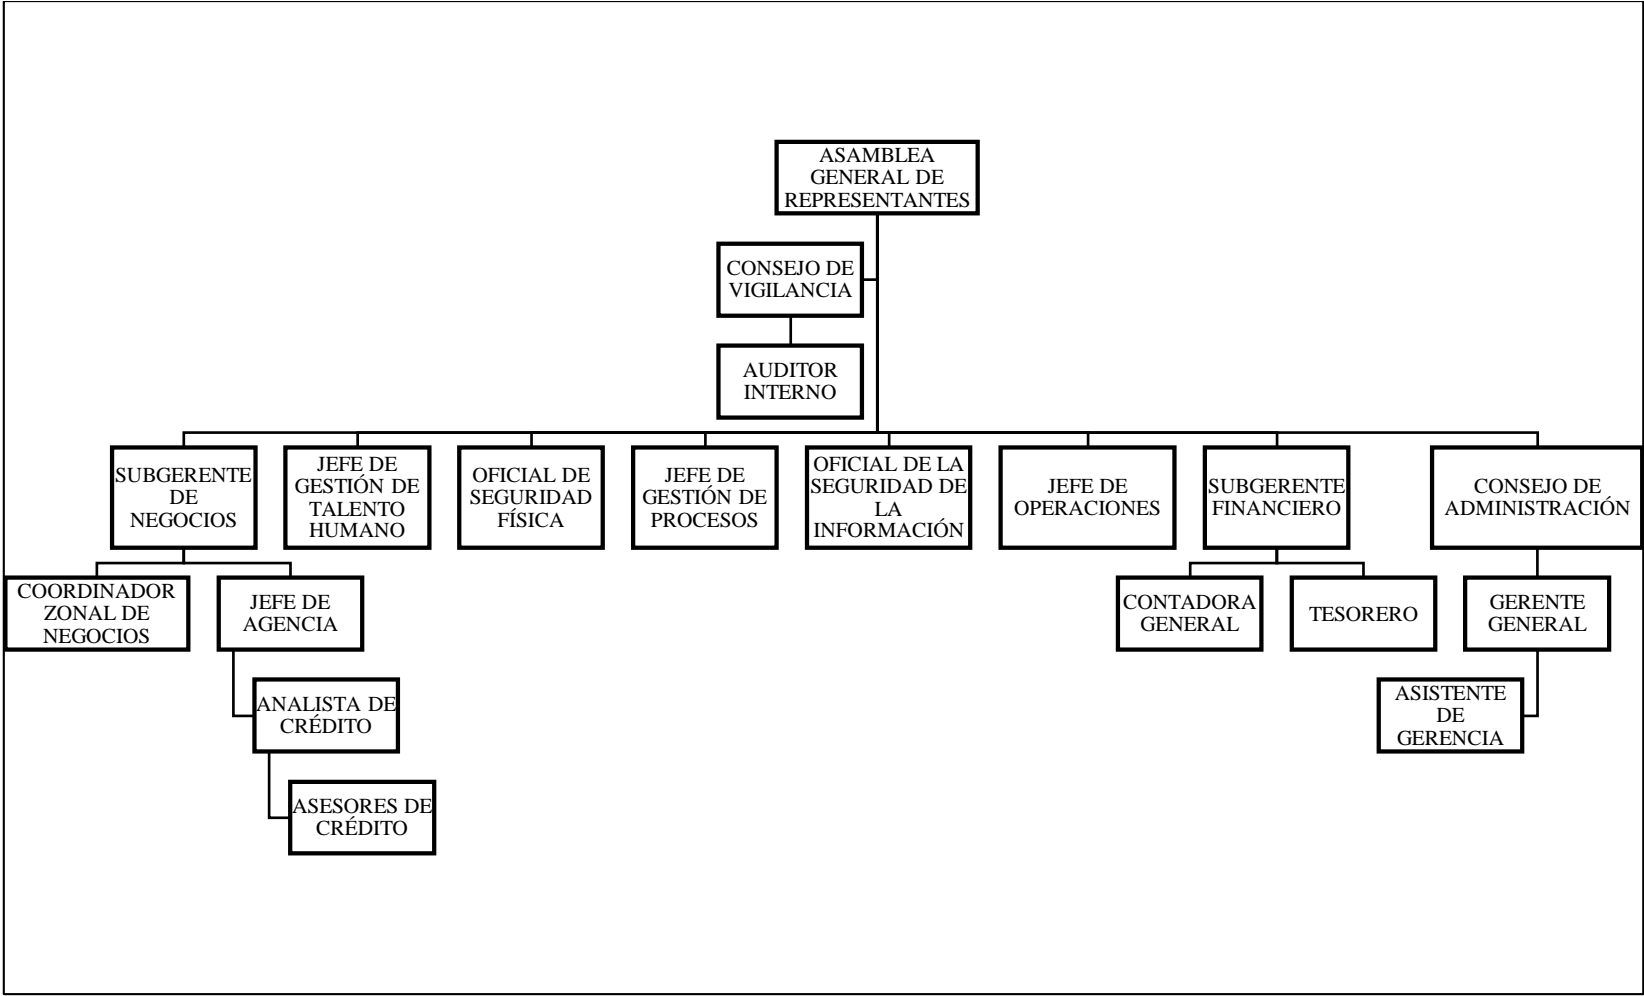 ASAMBLEA
GENERAL DE
REPRESENTANTES
CONSEJO DE
VIGILANCIA
AUDITOR
INTERNO
SUBGERENTE
DE
NEGOCIOS
JEFE DE
GESTIÓN DE
TALENTO
HUMANO
OFICIAL DE
SEGURIDAD
FÍSICA
JEFE DE
GESTIÓN DE
PROCESOS
OFICIAL DE LA
SEGURIDAD DE
LA
INFORMACIÓN
JEFE DE
OPERACIONES
SUBGERENTE
FINANCIERO
CONSEJO DE
ADMINISTRACIÓN
COORDINADOR
ZONAL DE
NEGOCIOS
JEFE DE
AGENCIA
CONTADORA
GENERAL
TESORERO
GERENTE
GENERAL
ANALISTA DE
CRÉDITO
ASISTENTE
DE
GERENCIA
ASESORES DE
CRÉDITO